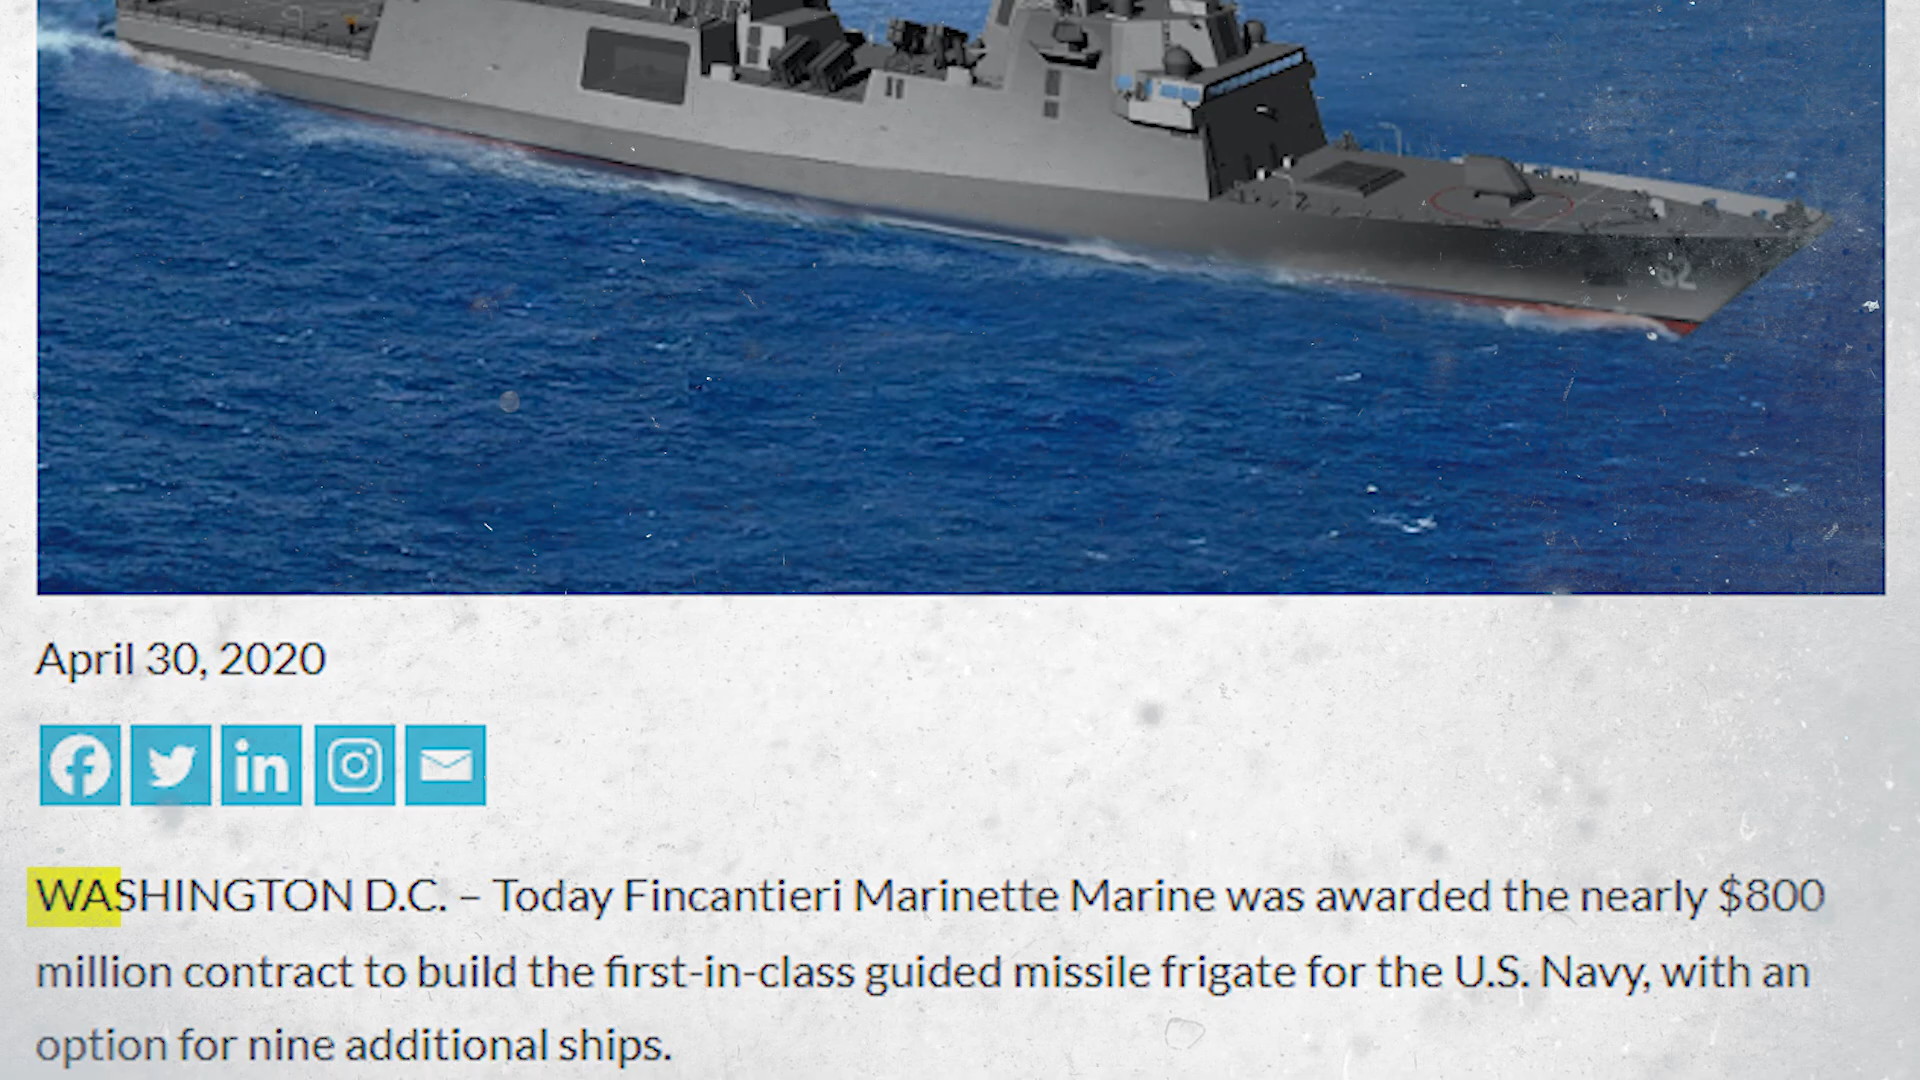 62
April 30, 2020
WASHINGTON D.C. – Today Fincantieri Marinette Marine was awarded the nearly $800
million contract to build the first-in-class guided missile frigate for the U.S. Navy, with an
option for nine additional ships.